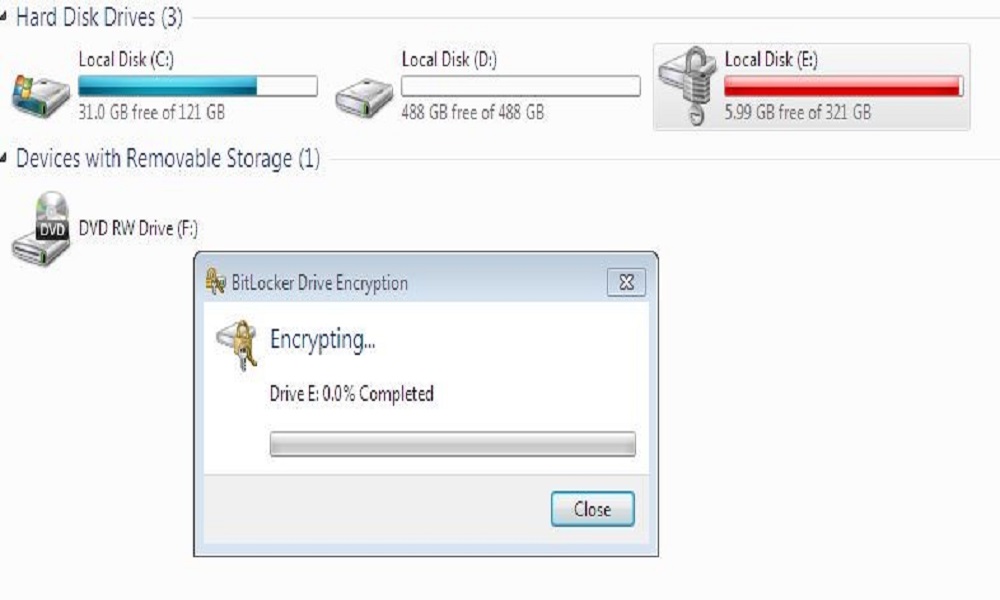 Hard Disk Drives (3)
Local Disk (C:)
31.0 GB free of 121 GB
Local Disk (D:)
488 GB free of 488 GB
Local Disk (E:)
5.99 GB free of 321 GB
Devices with Removable Storage (1)
DVD
DVD RW Drive (F:)
BitLocker Drive Encryption
Encrypting...
Drive E: 0.0% Completed
Close